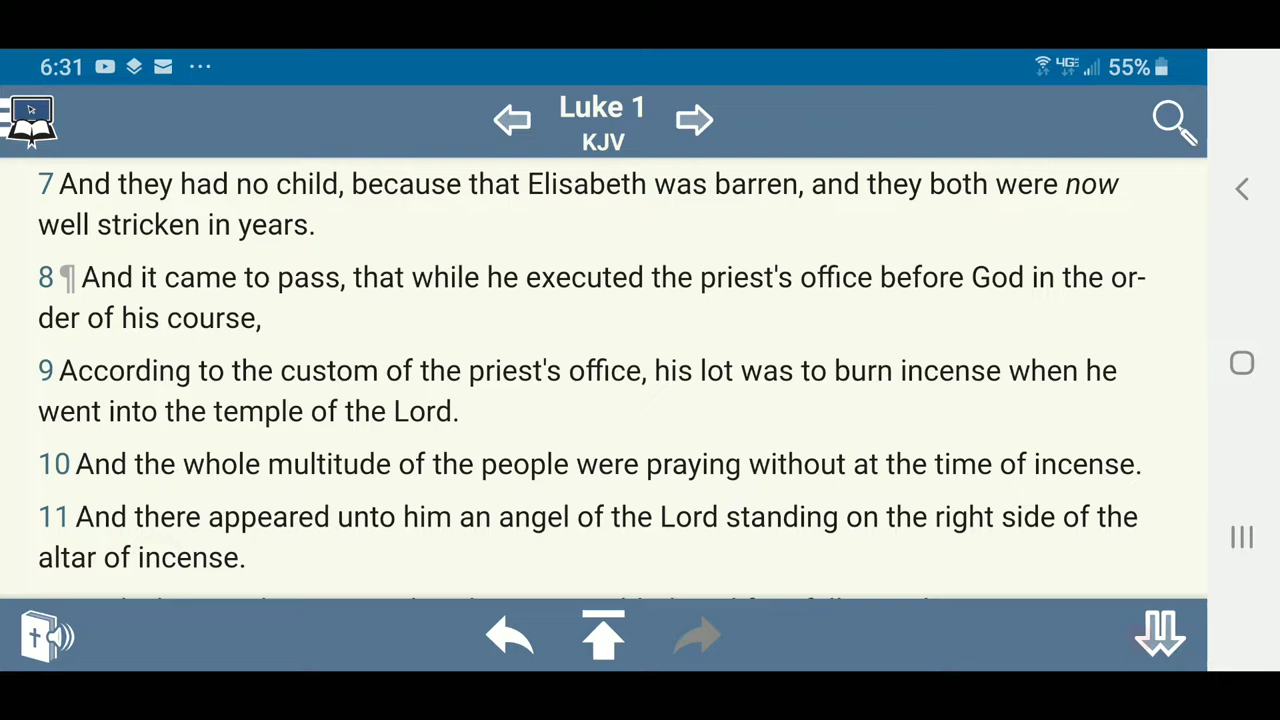 6:31 ... 4GE 55%
Luke 1
KJV
7 And they had no child, because that Elisabeth was barren, and they both were now
well stricken in years.
8 ¶ And it came to pass, that while he executed the priest's office before God in the or-
der of his course,
9 According to the custom of the priest's office, his lot was to burn incense when he
went into the temple of the Lord.
10 And the whole multitude of the people were praying without at the time of incense.
11 And there appeared unto him an angel of the Lord standing on the right side of the
altar of incense.